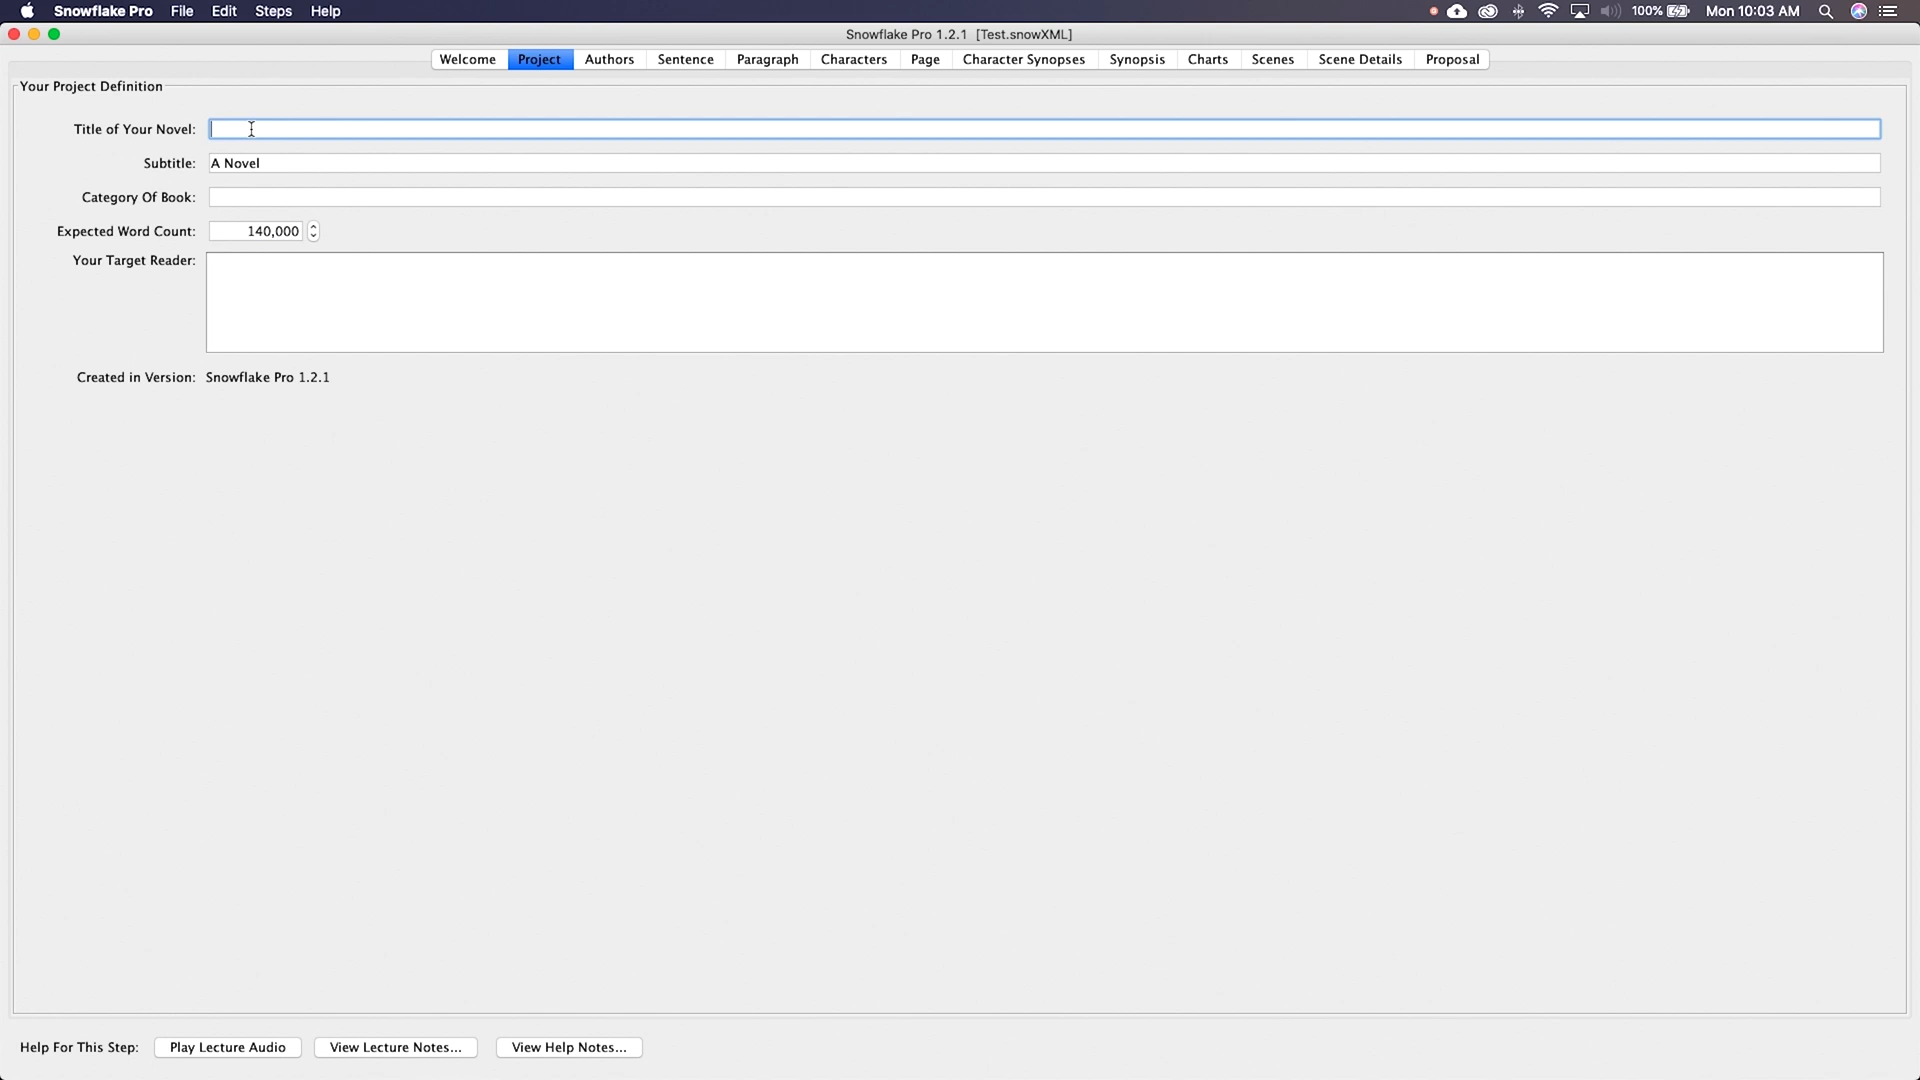 Snowflake Pro File Edit Steps Help 100% Mon 10:03 AM
Snowflake Pro 1.2.1 [Test.snowXML]
Welcome Project Authors Sentence Paragraph Characters Page Character Synopses Synopsis Charts Scenes Scene Details Proposal
Your Project Definition
Title of Your Novel:
Subtitle: A Novel
Category Of Book:
Expected Word Count: 140,000
Your Target Reader:
Created in Version: Snowflake Pro 1.2.1
Help For This Step: Play Lecture Audio View Lecture Notes... View Help Notes...